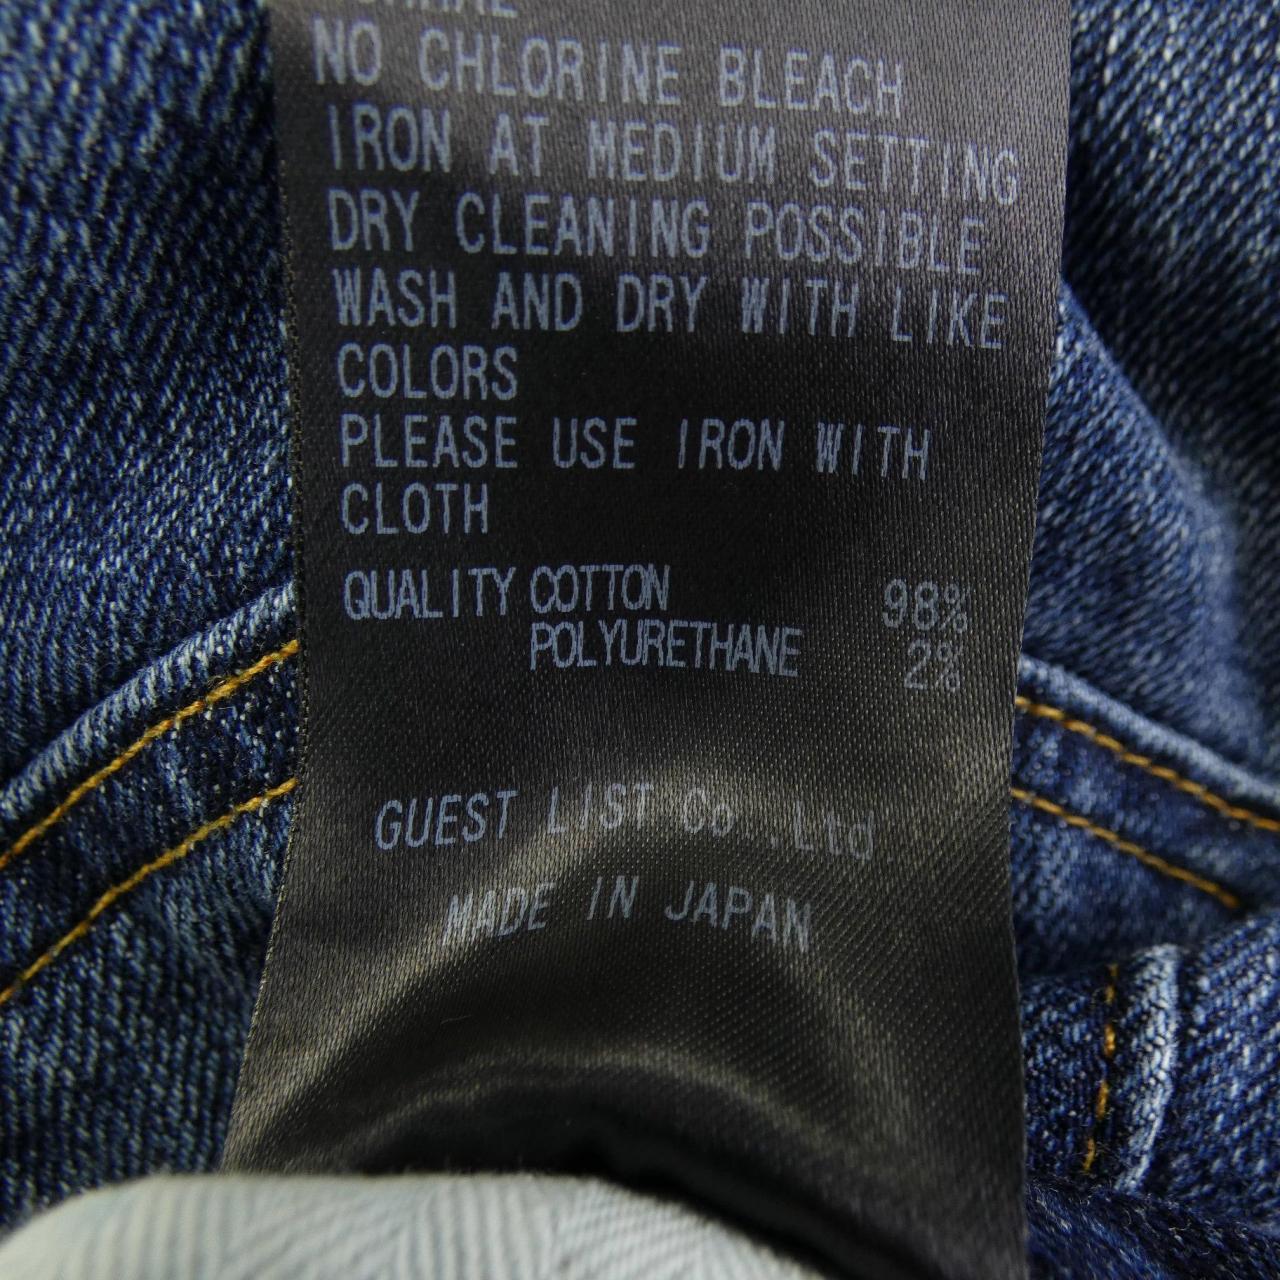 NO CHLORINE BLEACH
IRON AT MEDIUM SETTING
DRY CLEANING POSSIBLE
WASH AND DRY WITH LIKE
COLORS
PLEASE USE IRON WITH
CLOTH
QUALITY COTTON 98%
POLYURETHANE 2%
GUEST LIST Co.,Ltd.
MADE IN JAPAN